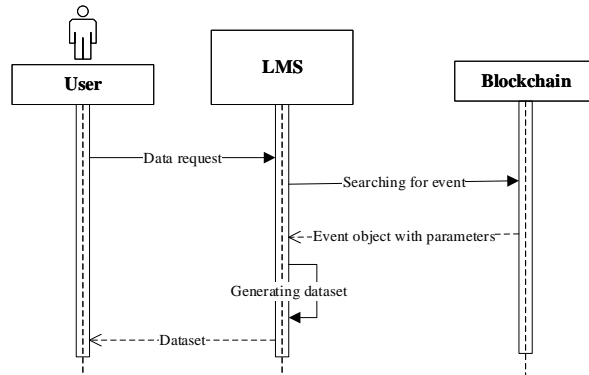 User
LMS
Blockchain
Data request
Searching for event
Event object with parameters
Generating dataset
Dataset